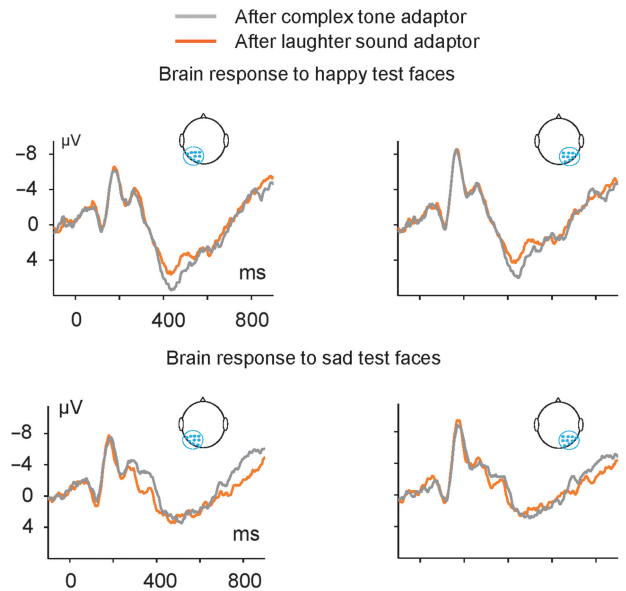 After complex tone adaptor
After laughter sound adaptor
Brain response to happy test faces
μV
−8
−4
0
4
ms
0 400 800
Brain response to sad test faces
μV
−8
−4
0
4
ms
0 400 800